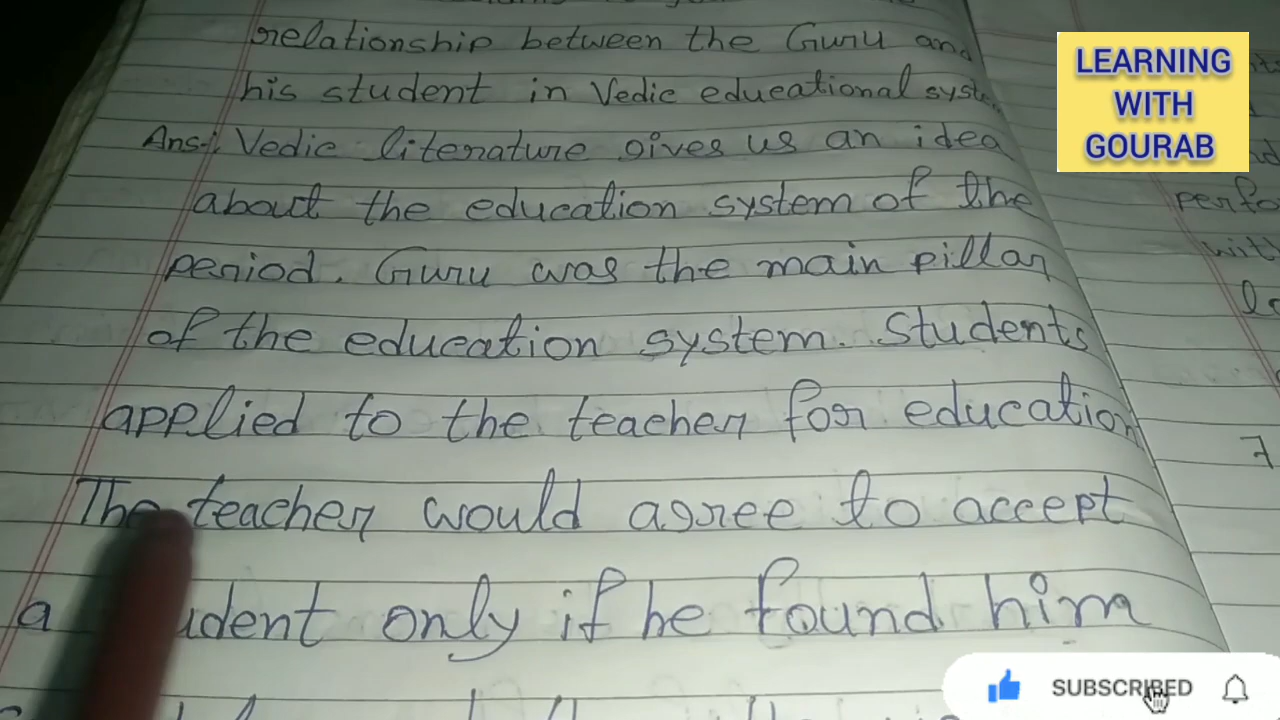 relationship between the Guru and
his student in Vedic educational
Ans:- Vedic literature gives us an idea
about the education system of the
period. Guru was the main pillar
of the education system. Students
applied to the teacher for education
The teacher would agree to accept
a only if he found him
LEARNING
WITH
GOURAB
SUBSCRIBED